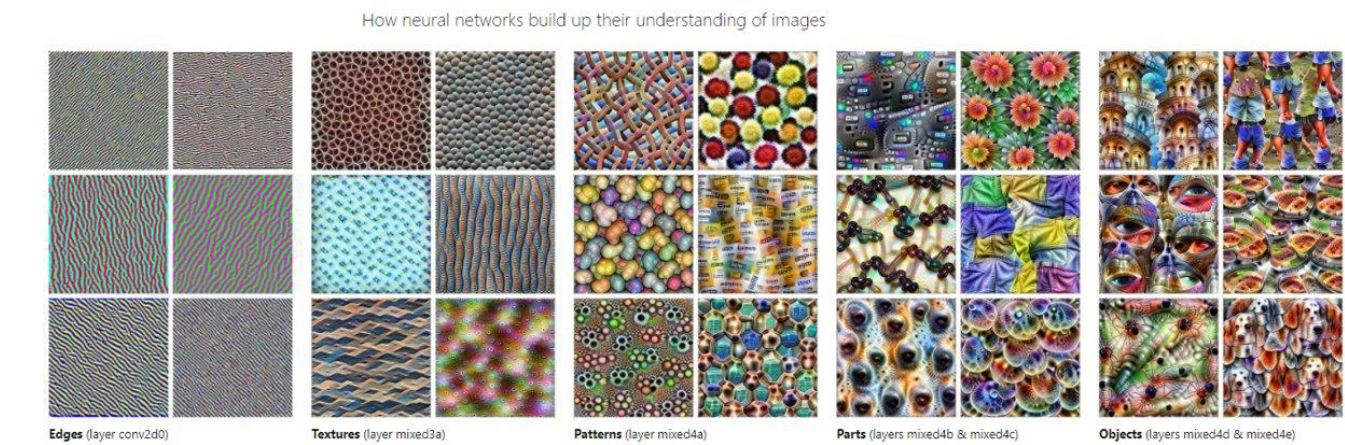 How neural networks build up their understanding of images
Edges (layer conv2d0)
Textures (layer mixed3a)
Patterns (layer mixed4a)
Parts (layers mixed4b & mixed4c)
Objects (layers mixed4d & mixed4e)